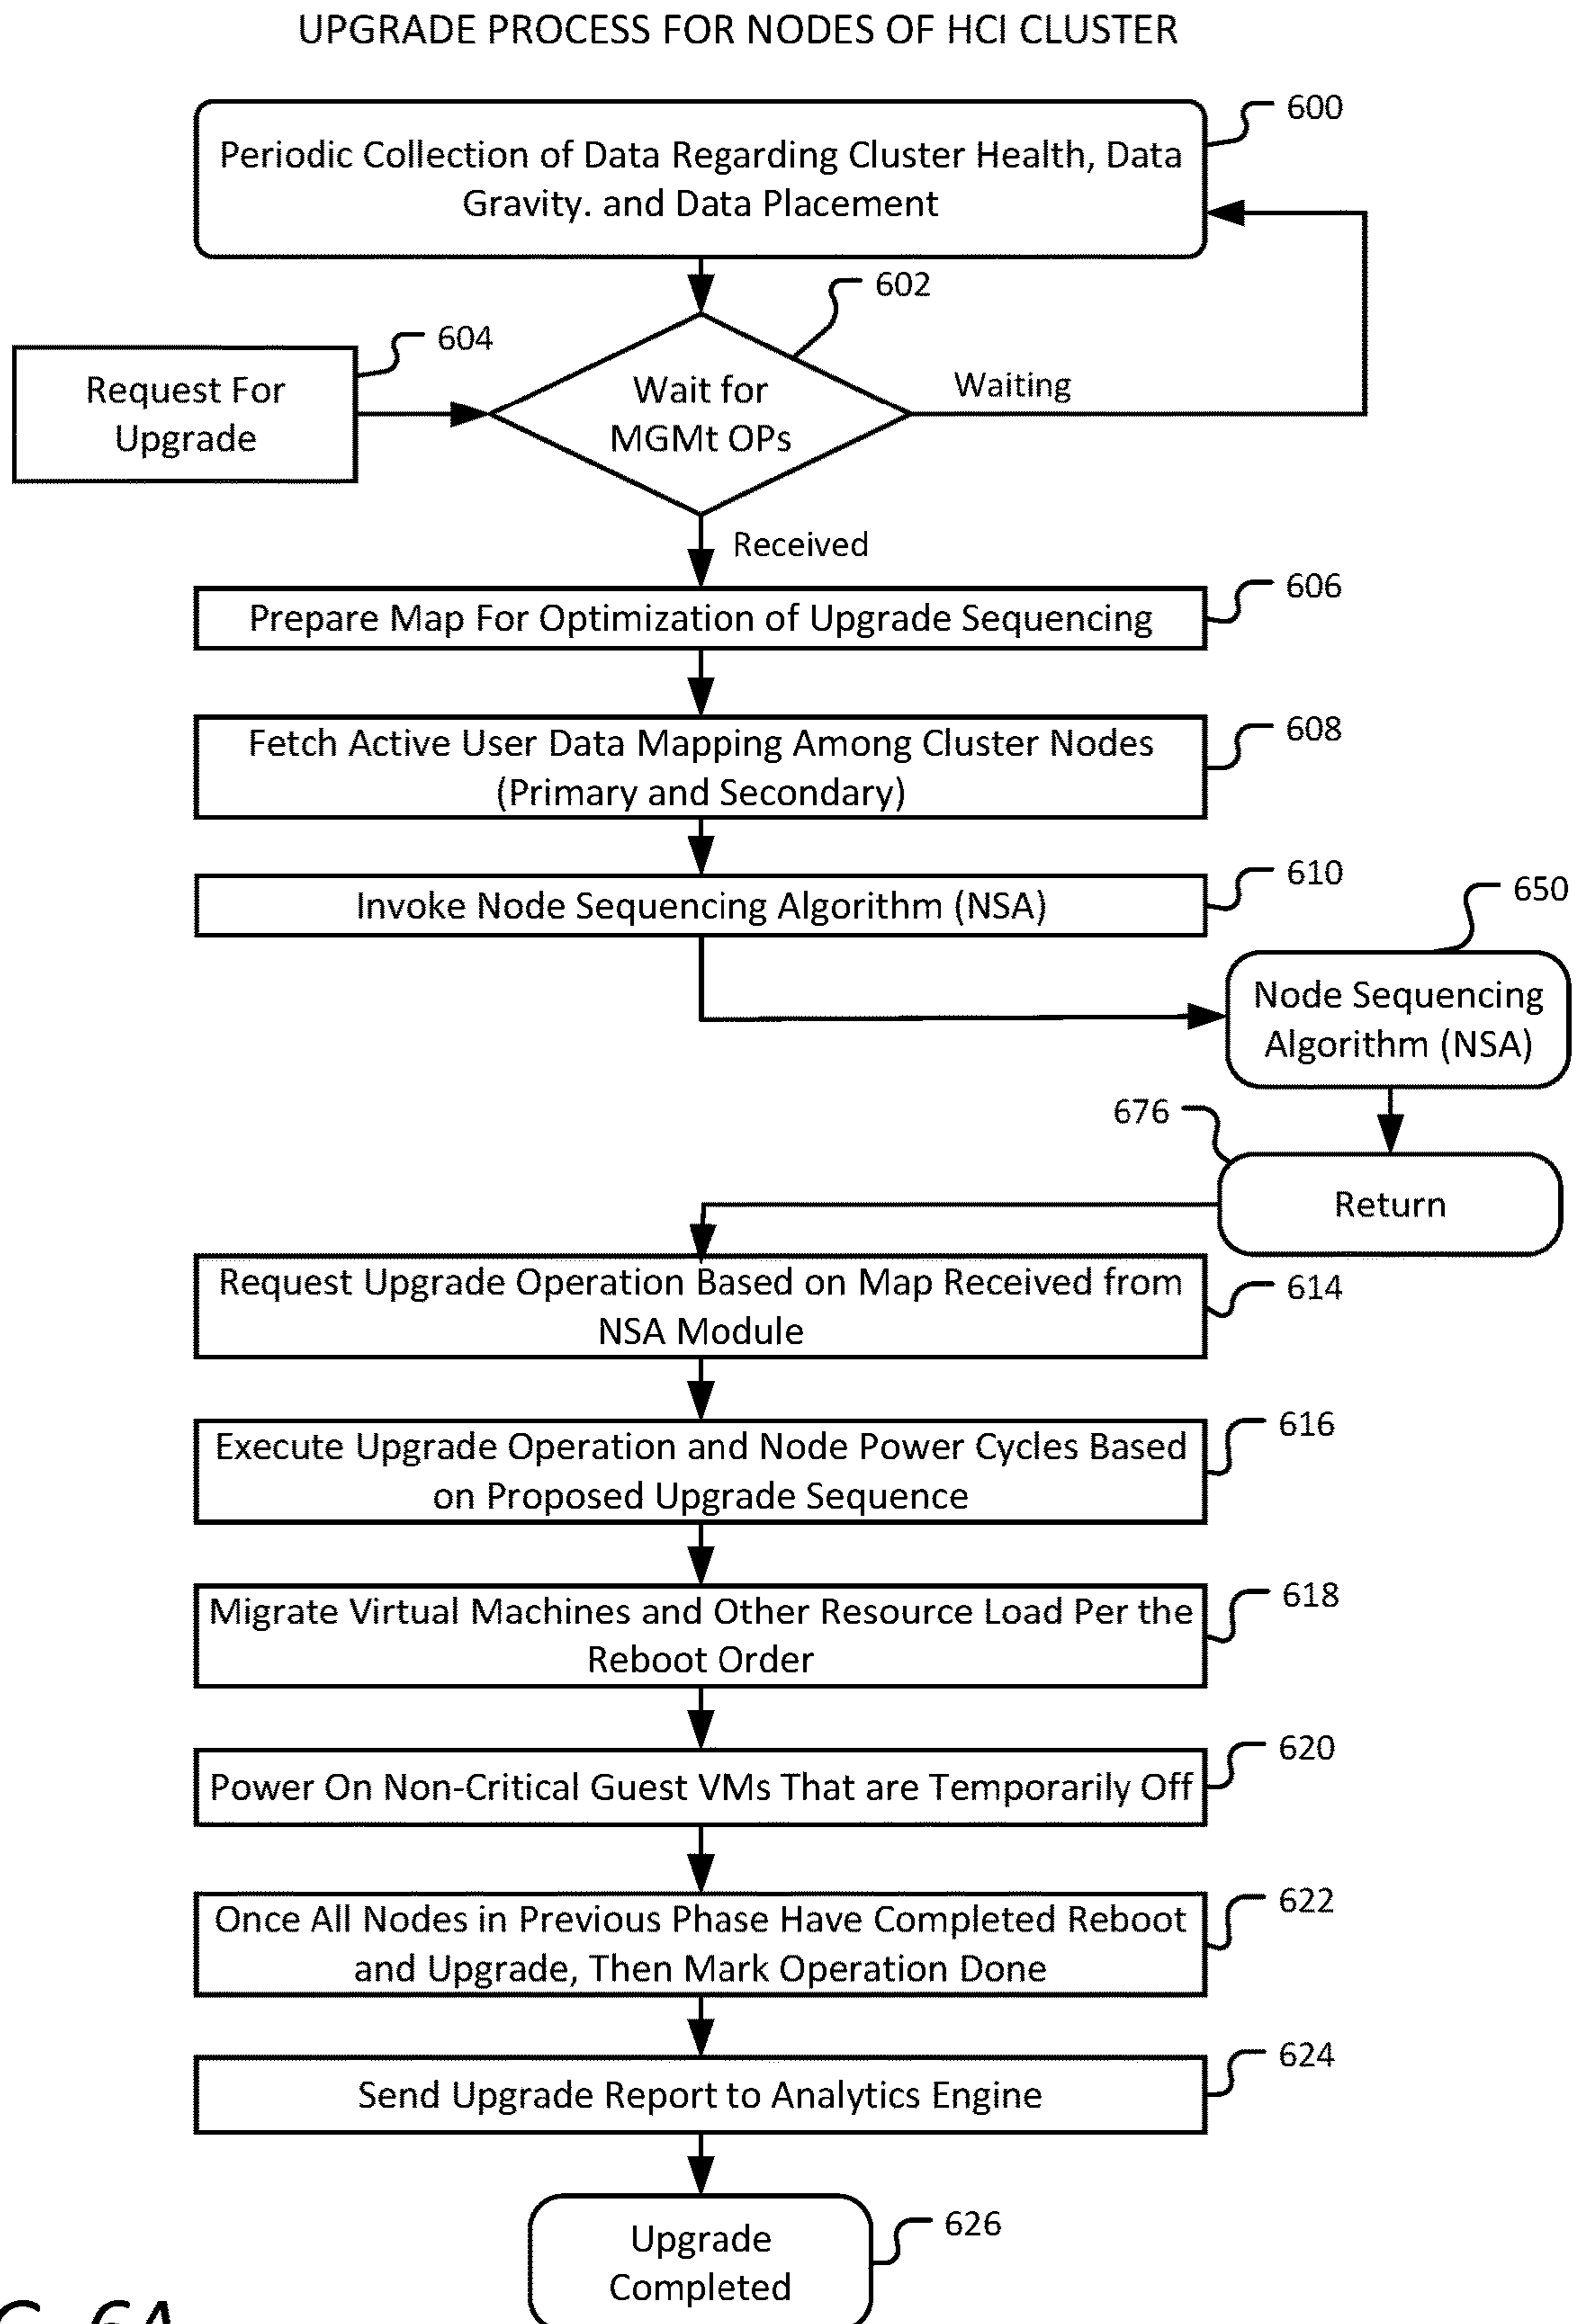 UPGRADE PROCESS FOR NODES OF HCI CLUSTER
600
Periodic Collection of Data Regarding Cluster Health, Data
Gravity. and Data Placement
602
604
Request For
Upgrade
Wait for
MGMt OPs
Waiting
Received
606
Prepare Map For Optimization of Upgrade Sequencing
608
Fetch Active User Data Mapping Among Cluster Nodes
(Primary and Secondary)
610
Invoke Node Sequencing Algorithm (NSA)
650
Node Sequencing
Algorithm (NSA)
676
Return
614
Request Upgrade Operation Based on Map Received from
NSA Module
616
Execute Upgrade Operation and Node Power Cycles Based
on Proposed Upgrade Sequence
618
Migrate Virtual Machines and Other Resource Load Per the
Reboot Order
620
Power On Non-Critical Guest VMs That are Temporarily Off
622
Once All Nodes in Previous Phase Have Completed Reboot
and Upgrade, Then Mark Operation Done
624
Send Upgrade Report to Analytics Engine
626
Upgrade
Completed
6A